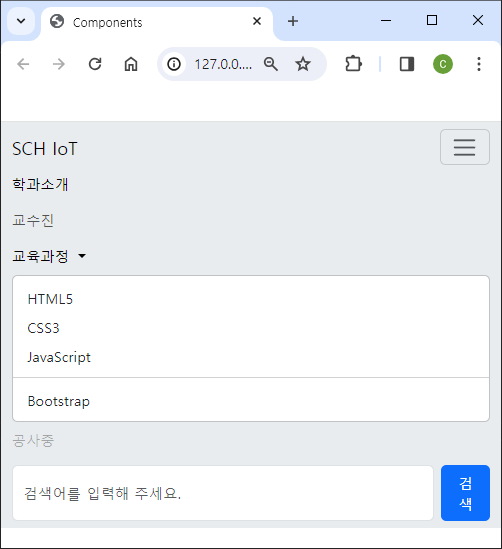 Components
127.0.0....
C
SCH IoT
학과소개
교수진
교육과정
HTML5
CSS3
JavaScript
Bootstrap
공사중
검색어를 입력해 주세요.
검
색